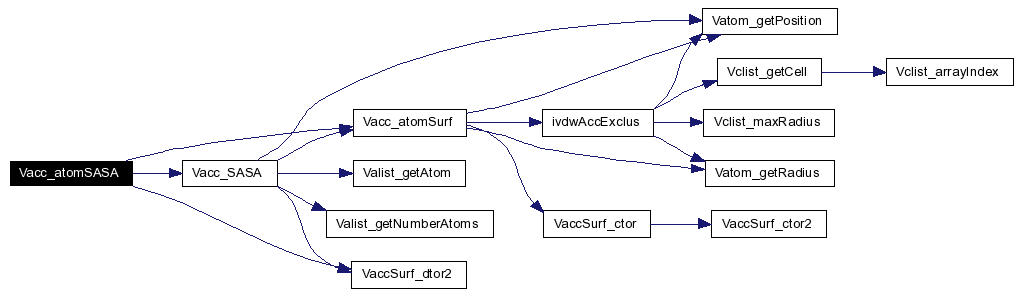 Vacc_atomSASA
Vacc_SASA
Vacc_atomSurf
Valist_getAtom
Valist_getNumberAtoms
VaccSurf_dtor2
ivdwAccExclus
VaccSurf_ctor
Vatom_getPosition
Vclist_getCell
Vclist_maxRadius
Vatom_getRadius
VaccSurf_ctor2
Vclist_arrayIndex